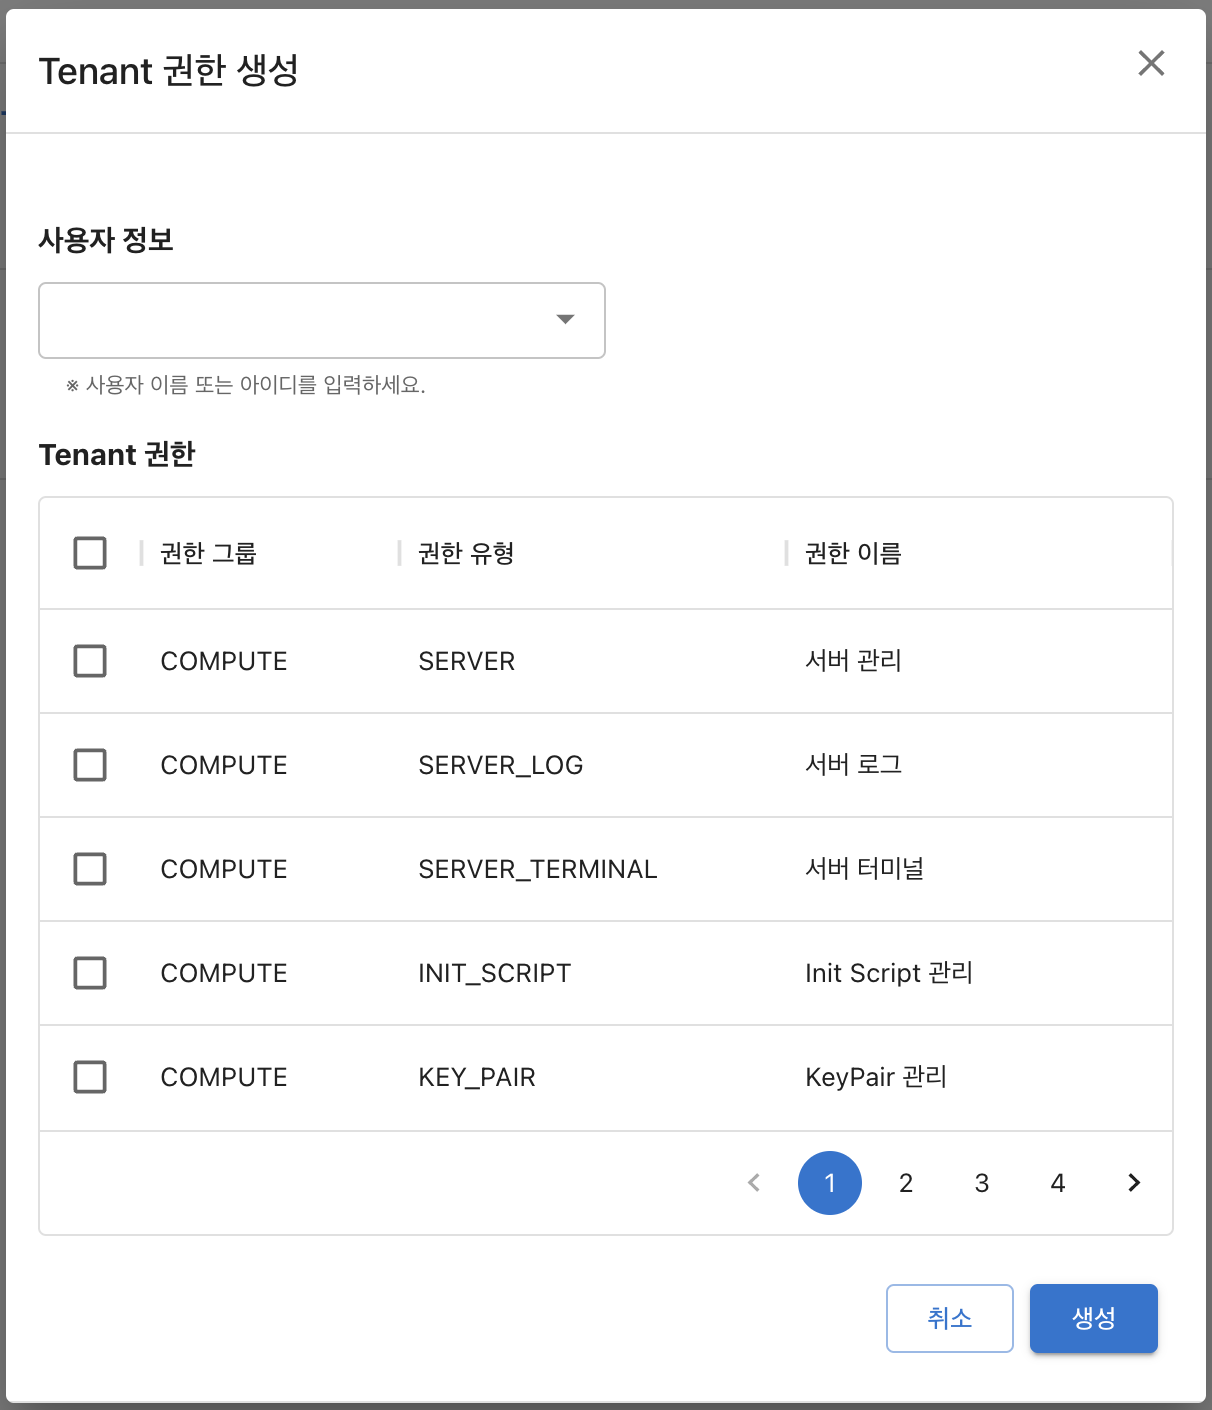 Tenant 권한 생성
사용자 정보
※ 사용자 이름 또는 아이디를 입력하세요.
Tenant 권한
권한 그룹 권한 유형 권한 이름
COMPUTE SERVER 서버 관리
COMPUTE SERVER_LOG 서버 로그
COMPUTE SERVER_TERMINAL 서버 터미널
COMPUTE INIT_SCRIPT Init Script 관리
COMPUTE KEY_PAIR KeyPair 관리
1 2 3 4
취소 생성